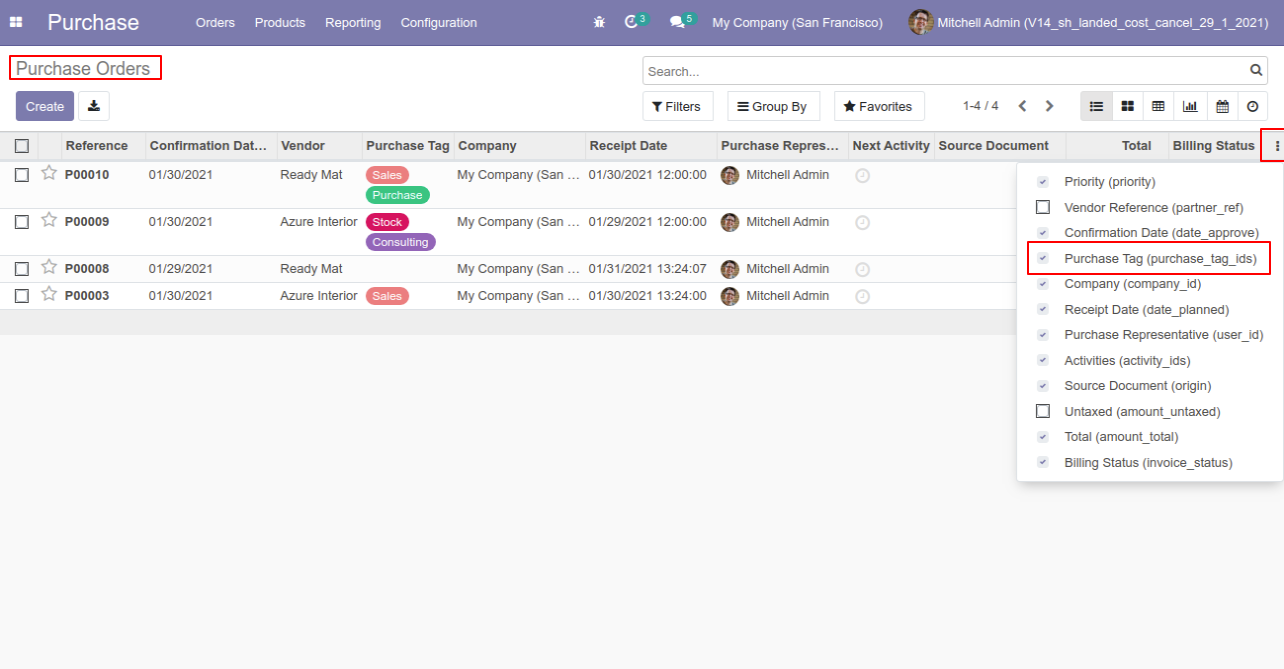 Purchase Orders Products Reporting Configuration 3 5 My Company (San Francisco) Mitchell Admin (V14_sh_landed_cost_cancel_29_1_2021)
Purchase Orders
Search...
Create Filters Group By Favorites 1-4 / 4
Reference Confirmation Dat... Vendor Purchase Tag Company Receipt Date Purchase Repres... Next Activity Source Document Total Billing Status
P00010 01/30/2021 Ready Mat Sales My Company (San ... 01/30/2021 12:00:00 Mitchell Admin
Purchase
P00009 01/30/2021 Azure Interior Stock My Company (San ... 01/29/2021 12:00:00 Mitchell Admin
Consulting
P00008 01/29/2021 Ready Mat My Company (San ... 01/31/2021 13:24:07 Mitchell Admin
P00003 01/30/2021 Azure Interior Sales My Company (San ... 01/30/2021 13:24:00 Mitchell Admin
Priority (priority)
Vendor Reference (partner_ref)
Confirmation Date (date_approve)
Purchase Tag (purchase_tag_ids)
Company (company_id)
Receipt Date (date_planned)
Purchase Representative (user_id)
Activities (activity_ids)
Source Document (origin)
Untaxed (amount_untaxed)
Total (amount_total)
Billing Status (invoice_status)